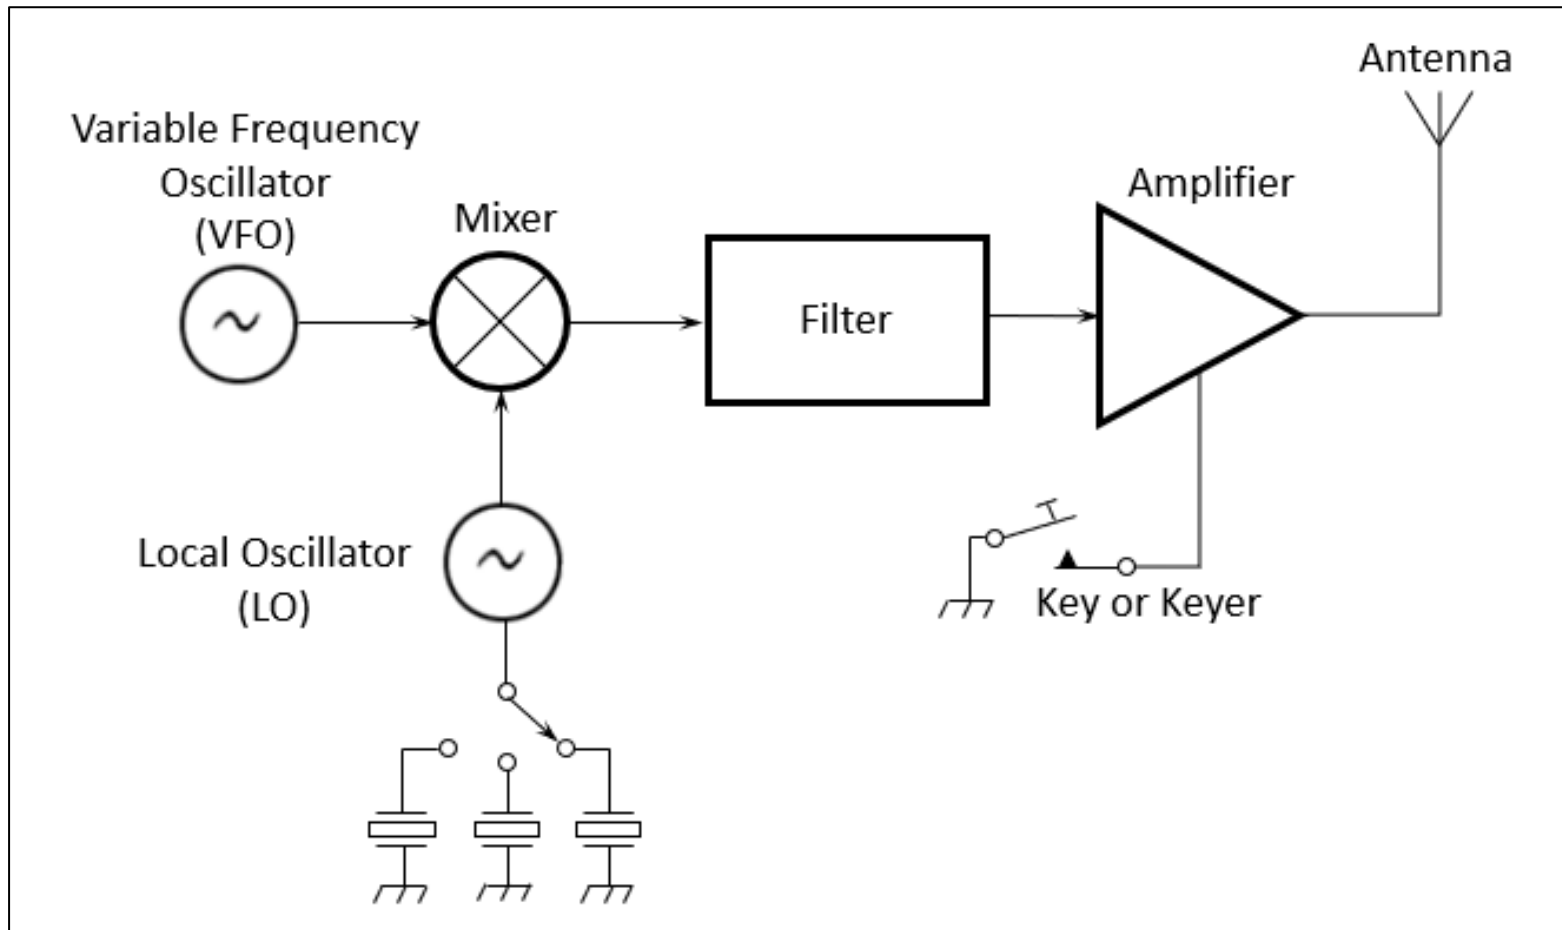 Antenna
Variable Frequency
Oscillator
(VFO)
Mixer
Amplifier
Filter
Local Oscillator
(LO)
Key or Keyer